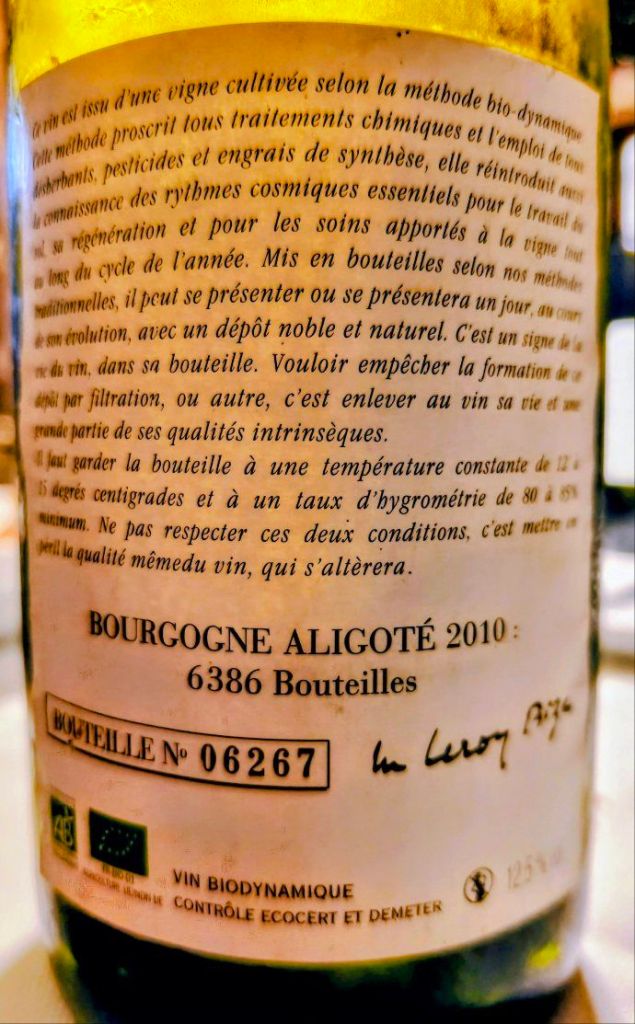 Ce vin est issu d'une vigne cultivée selon la méthode bio-dynamique.
Cette méthode proscrit tous traitements chimiques et l'emploi de tous
désherbants, pesticides et engrais de synthèse, elle réintroduit aussi
la connaissance des rythmes cosmiques essentiels pour le travail du
sol, sa régénération et pour les soins apportés à la vigne tout
au long du cycle de l'année. Mis en bouteilles selon nos méthodes
traditionnelles, il peut se présenter ou se présentera un jour, au cours
de son évolution, avec un dépôt noble et naturel. C'est un signe de la
vie du vin, dans sa bouteille. Vouloir empêcher la formation de ce
dépôt par filtration, ou autre, c'est enlever au vin sa vie et une
grande partie de ses qualités intrinsèques.
Il faut garder la bouteille à une température constante de 12 à
15 degrés centigrades et à un taux d'hygrométrie de 80 à 85%
minimum. Ne pas respecter ces deux conditions, c'est mettre en
péril la qualité mêmedu vin, qui s'altèrera.
BOURGOGNE ALIGOTÉ 2010 :
6386 Bouteilles
BOUTEILLE No 06267
Leroy
AB
VIN BIODYNAMIQUE
CONTRÔLE ECOCERT ET DEMETER
12,5 % vol.